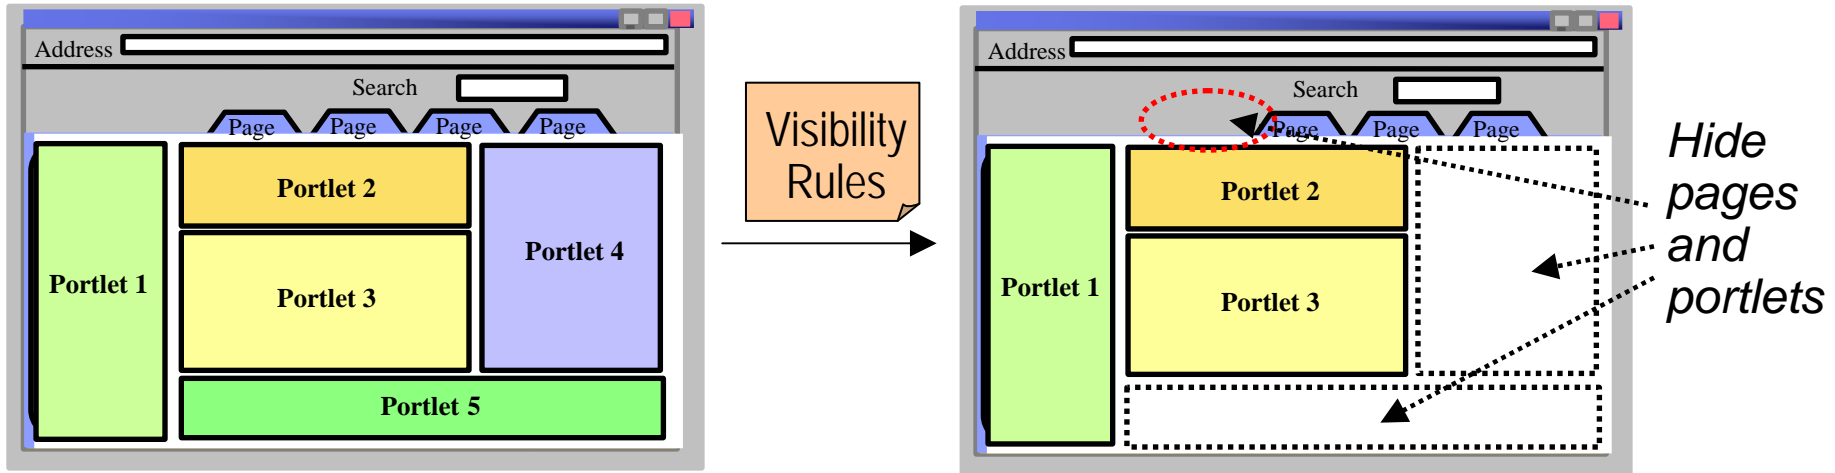 Address
Search
Page Page Page Page
Portlet 1
Portlet 2
Portlet 3
Portlet 4
Portlet 5
Visibility
Rules
Address
Search
Page Page Page
Portlet 1
Portlet 2
Portlet 3
Hide
pages
and
portlets